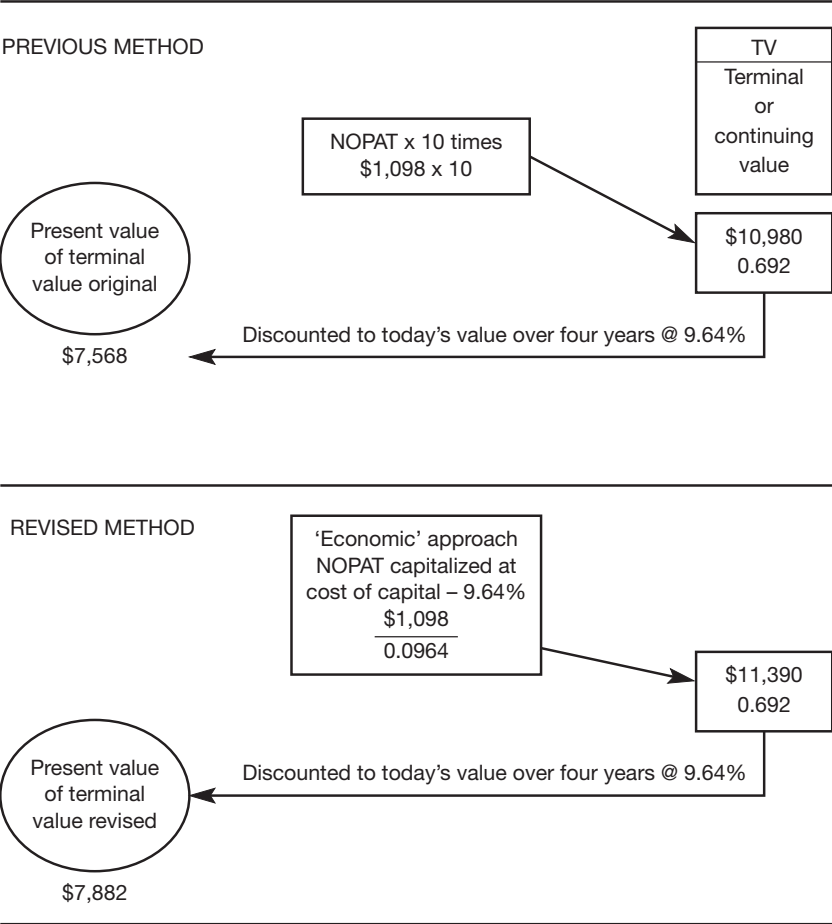 PREVIOUS METHOD
TV
Terminal
or
continuing
value
NOPAT x 10 times
$1,098 x 10
$10,980
0.692
Present value
of terminal
value original
Discounted to today's value over four years @ 9.64%
$7,568
REVISED METHOD
‘Economic’ approach
NOPAT capitalized at
cost of capital – 9.64%
$1,098
0.0964
$11,390
0.692
Present value
of terminal
value revised
Discounted to today's value over four years @ 9.64%
$7,882